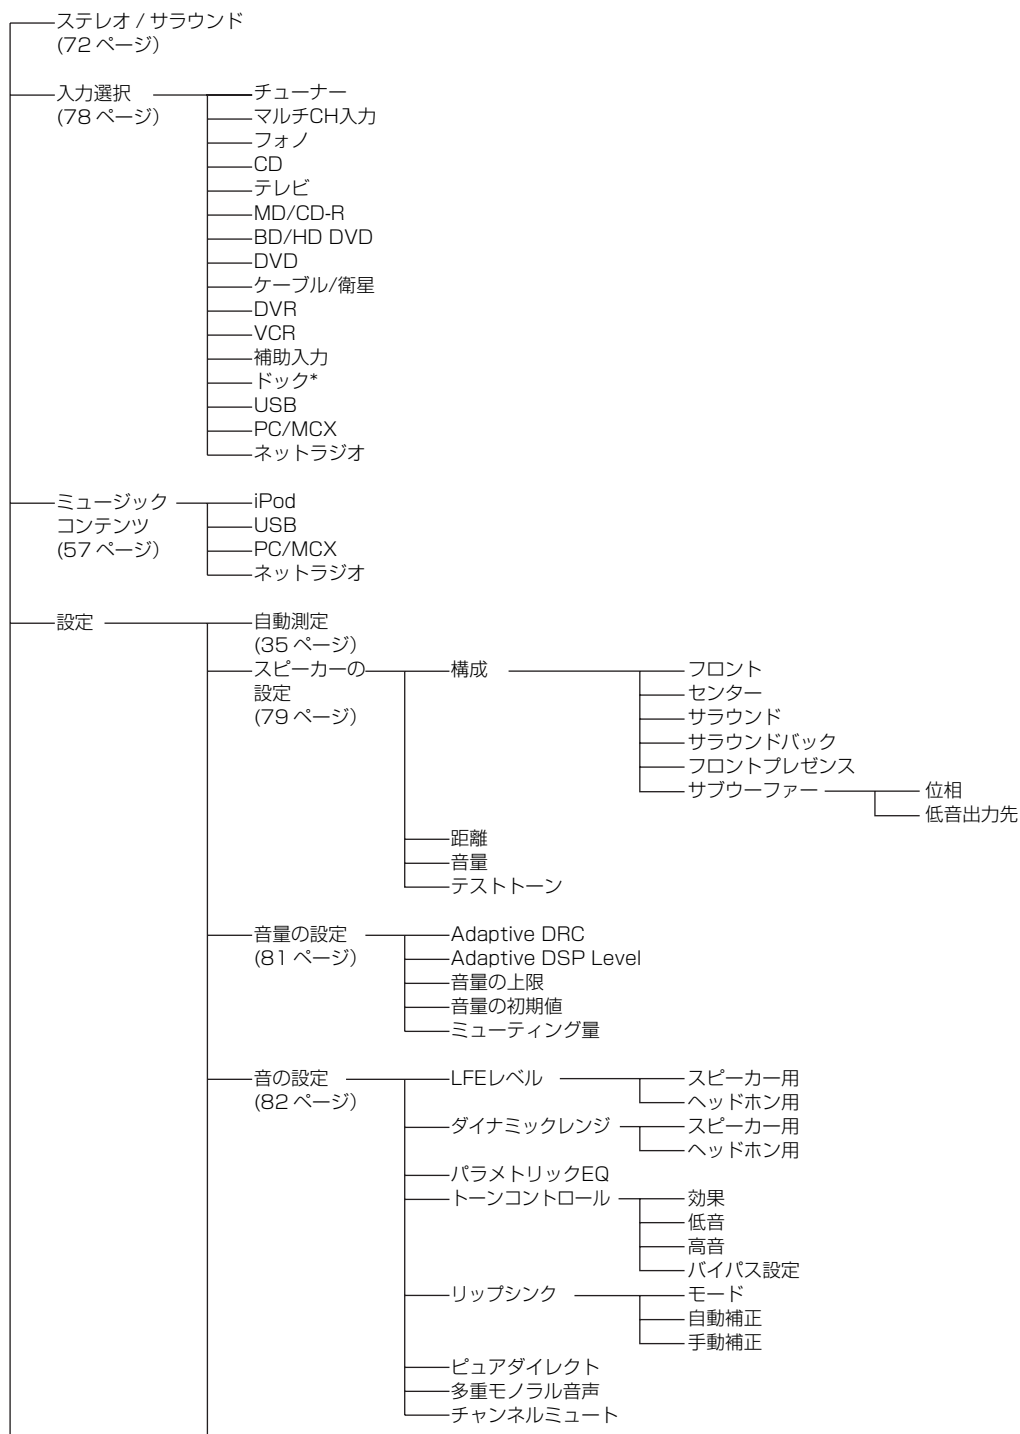 ステレオ / サラウンド
(72 ページ)
入力選択
(78 ページ)
チューナー
マルチCH入力
フォノ
CD
テレビ
MD/CD-R
BD/HD DVD
DVD
ケーブル/衛星
DVR
VCR
補助入力
ドック*
USB
PC/MCX
ネットラジオ
ミュージック
コンテンツ
(57 ページ)
iPod
USB
PC/MCX
ネットラジオ
設定
自動測定
(35 ページ)
スピーカーの
設定
(79 ページ)
構成
フロント
センター
サラウンド
サラウンドバック
フロントプレゼンス
サブウーファー
位相
低音出力先
距離
音量
テストトーン
音量の設定
(81 ページ)
Adaptive DRC
Adaptive DSP Level
音量の上限
音量の初期値
ミューティング量
音の設定
(82 ページ)
LFEレベル
スピーカー用
ヘッドホン用
ダイナミックレンジ
スピーカー用
ヘッドホン用
パラメトリックEQ
トーンコントロール
効果
低音
高音
バイパス設定
リップシンク
モード
自動補正
手動補正
ピュアダイレクト
多重モノラル音声
チャンネルミュート